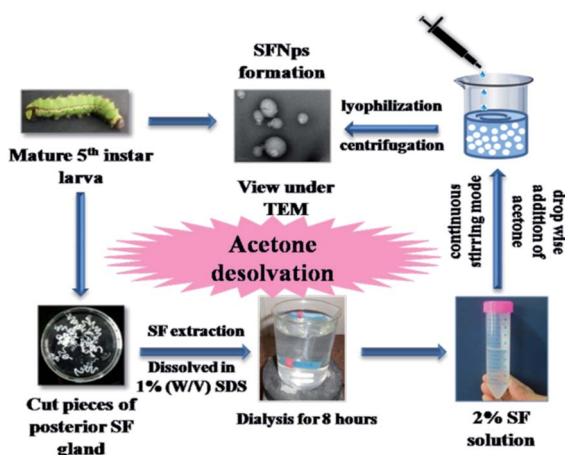 SFNps
formation
lyophilization
centrifugation
Mature 5th instar
larva
View under
TEM
continuous
stirring mode
drop wise
addition of
acetone
Acetone
desolvation
SF extraction
Dissolved in
1% (W/V) SDS
Cut pieces of
posterior SF
gland
Dialysis for 8 hours
2% SF
solution